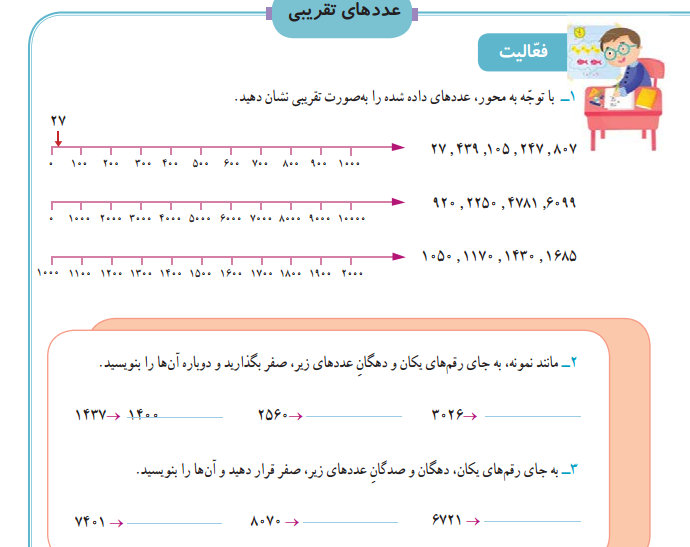 عددهای تقریبی
فعّالیت
۱ــ با توجّه به محور، عددهای داده شده را به‌صورت تقریبی نشان دهید.
۲۷
۲۷ , ۴۳۹ , ۱۰۵ , ۲۴۷ , ۸۰۷
۰ ۱۰۰ ۲۰۰ ۳۰۰ ۴۰۰ ۵۰۰ ۶۰۰ ۷۰۰ ۸۰۰ ۹۰۰ ۱۰۰۰
۹۲۰ , ۲۲۵۰ , ۴۷۸۱ , ۶۰۹۹
۰ ۱۰۰۰ ۲۰۰۰ ۳۰۰۰ ۴۰۰۰ ۵۰۰۰ ۶۰۰۰ ۷۰۰۰ ۸۰۰۰ ۹۰۰۰ ۱۰۰۰۰
۱۰۵۰ , ۱۱۷۰ , ۱۴۳۰ , ۱۶۸۵
۱۰۰۰ ۱۱۰۰ ۱۲۰۰ ۱۳۰۰ ۱۴۰۰ ۱۵۰۰ ۱۶۰۰ ۱۷۰۰ ۱۸۰۰ ۱۹۰۰ ۲۰۰۰
۲ــ مانند نمونه، به جای رقم‌های یکان و دهگانِ عددهای زیر، صفر بگذارید و دوباره آن‌ها را بنویسید.
۱۴۳۷→ ۱۴۰۰ ۲۵۶۰→ ۳۰۲۶→
۳ــ به جای رقم‌های یکان، دهگان و صدگانِ عددهای زیر، صفر قرار دهید و آن‌ها را بنویسید.
۷۴۰۱ → ۸۰۷۰ → ۶۷۲۱ →